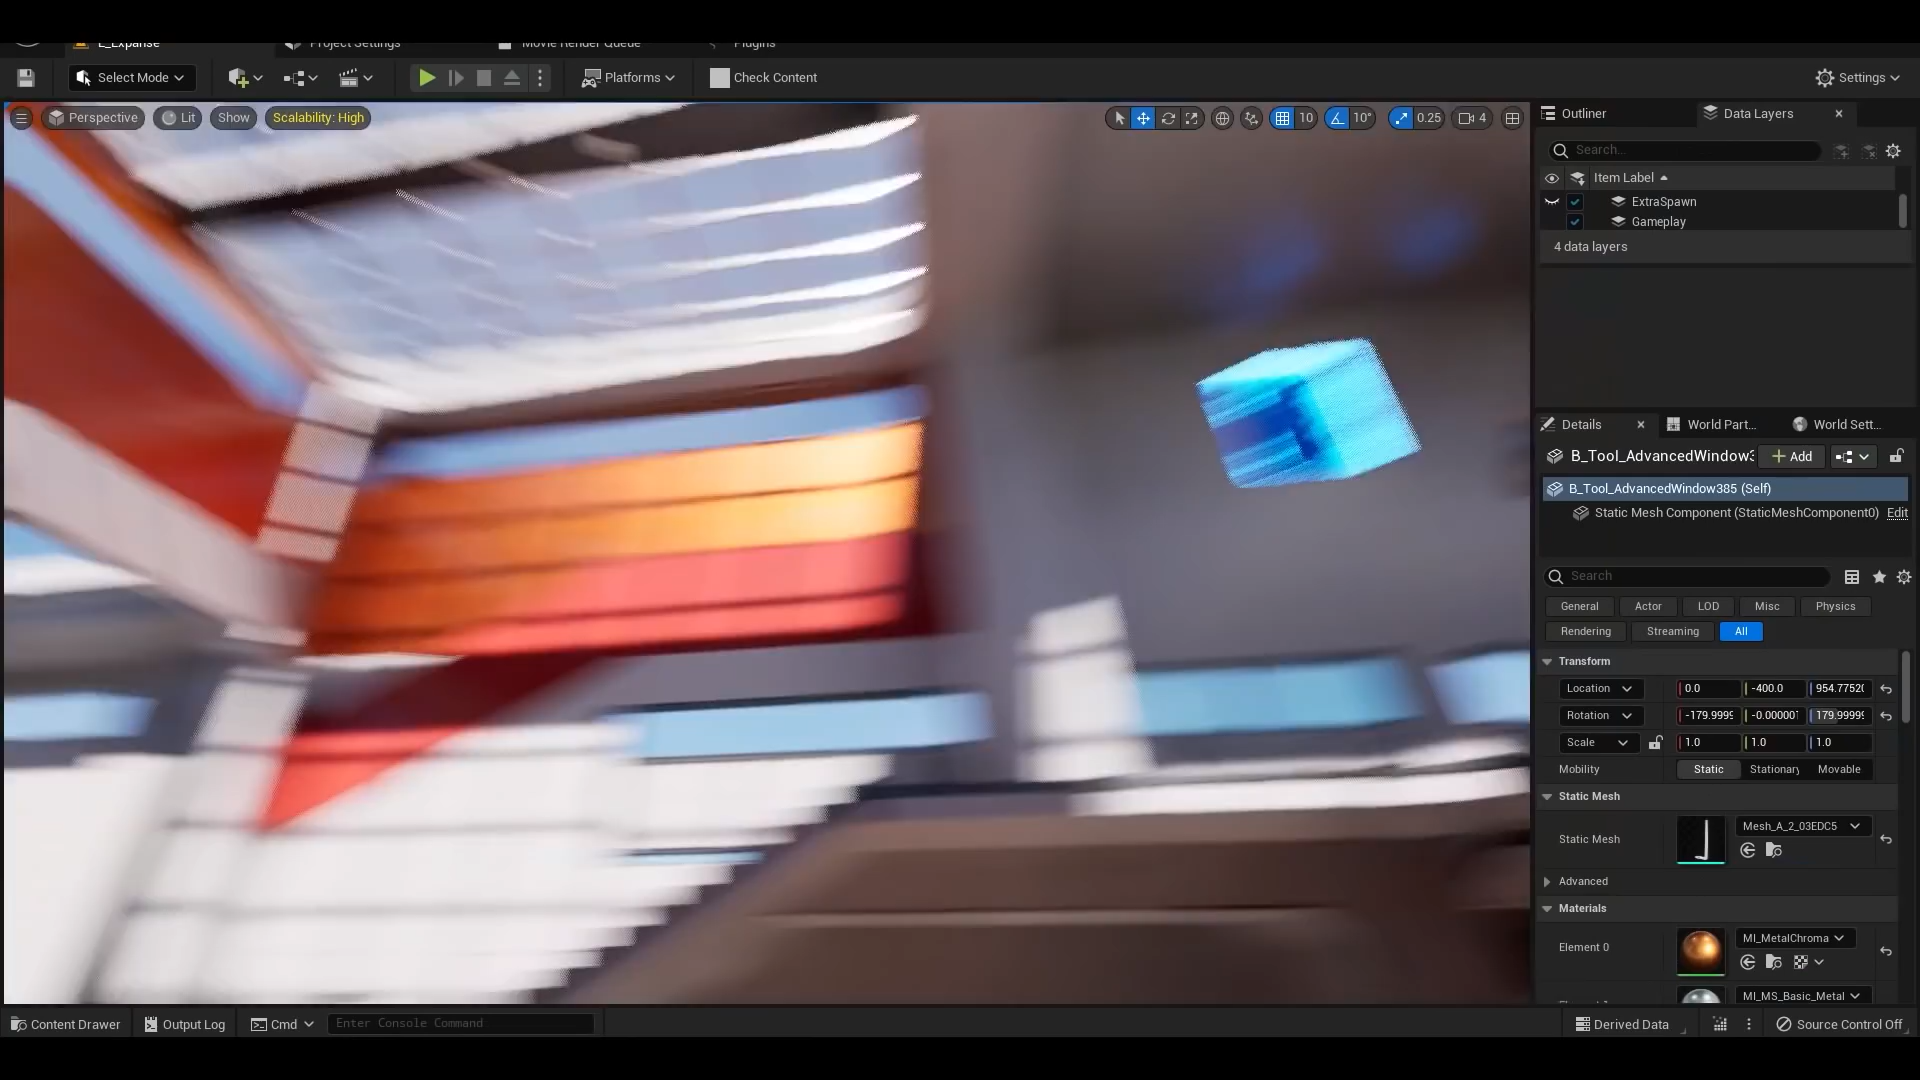 L_Expanse
Project Settings
Movie Render Queue
Plugins
Select Mode
Platforms
Check Content
Settings
Perspective
Lit
Show
Scalability: High
10
10°
0.25
4
Outliner
Data Layers
Search...
Item Label
ExtraSpawn
Gameplay
4 data layers
Details
World Part...
World Sett...
B_Tool_AdvancedWindow3
Add
B_Tool_AdvancedWindow385 (Self)
Static Mesh Component (StaticMeshComponent0)
Edit
Search
General
Actor
LOD
Misc
Physics
Rendering
Streaming
All
Transform
Location
0.0
-400.0
954.7752
Rotation
-179.999
-0.00000
179.9999
Scale
1.0
1.0
1.0
Mobility
Static
Stationary
Movable
Static Mesh
Static Mesh
Mesh_A_2_03EDC5
Advanced
Materials
Element 0
MI_MetalChroma
MI_MS_Basic_Metal
Content Drawer
Output Log
Cmd
Enter Console Command
Derived Data
Source Control Off